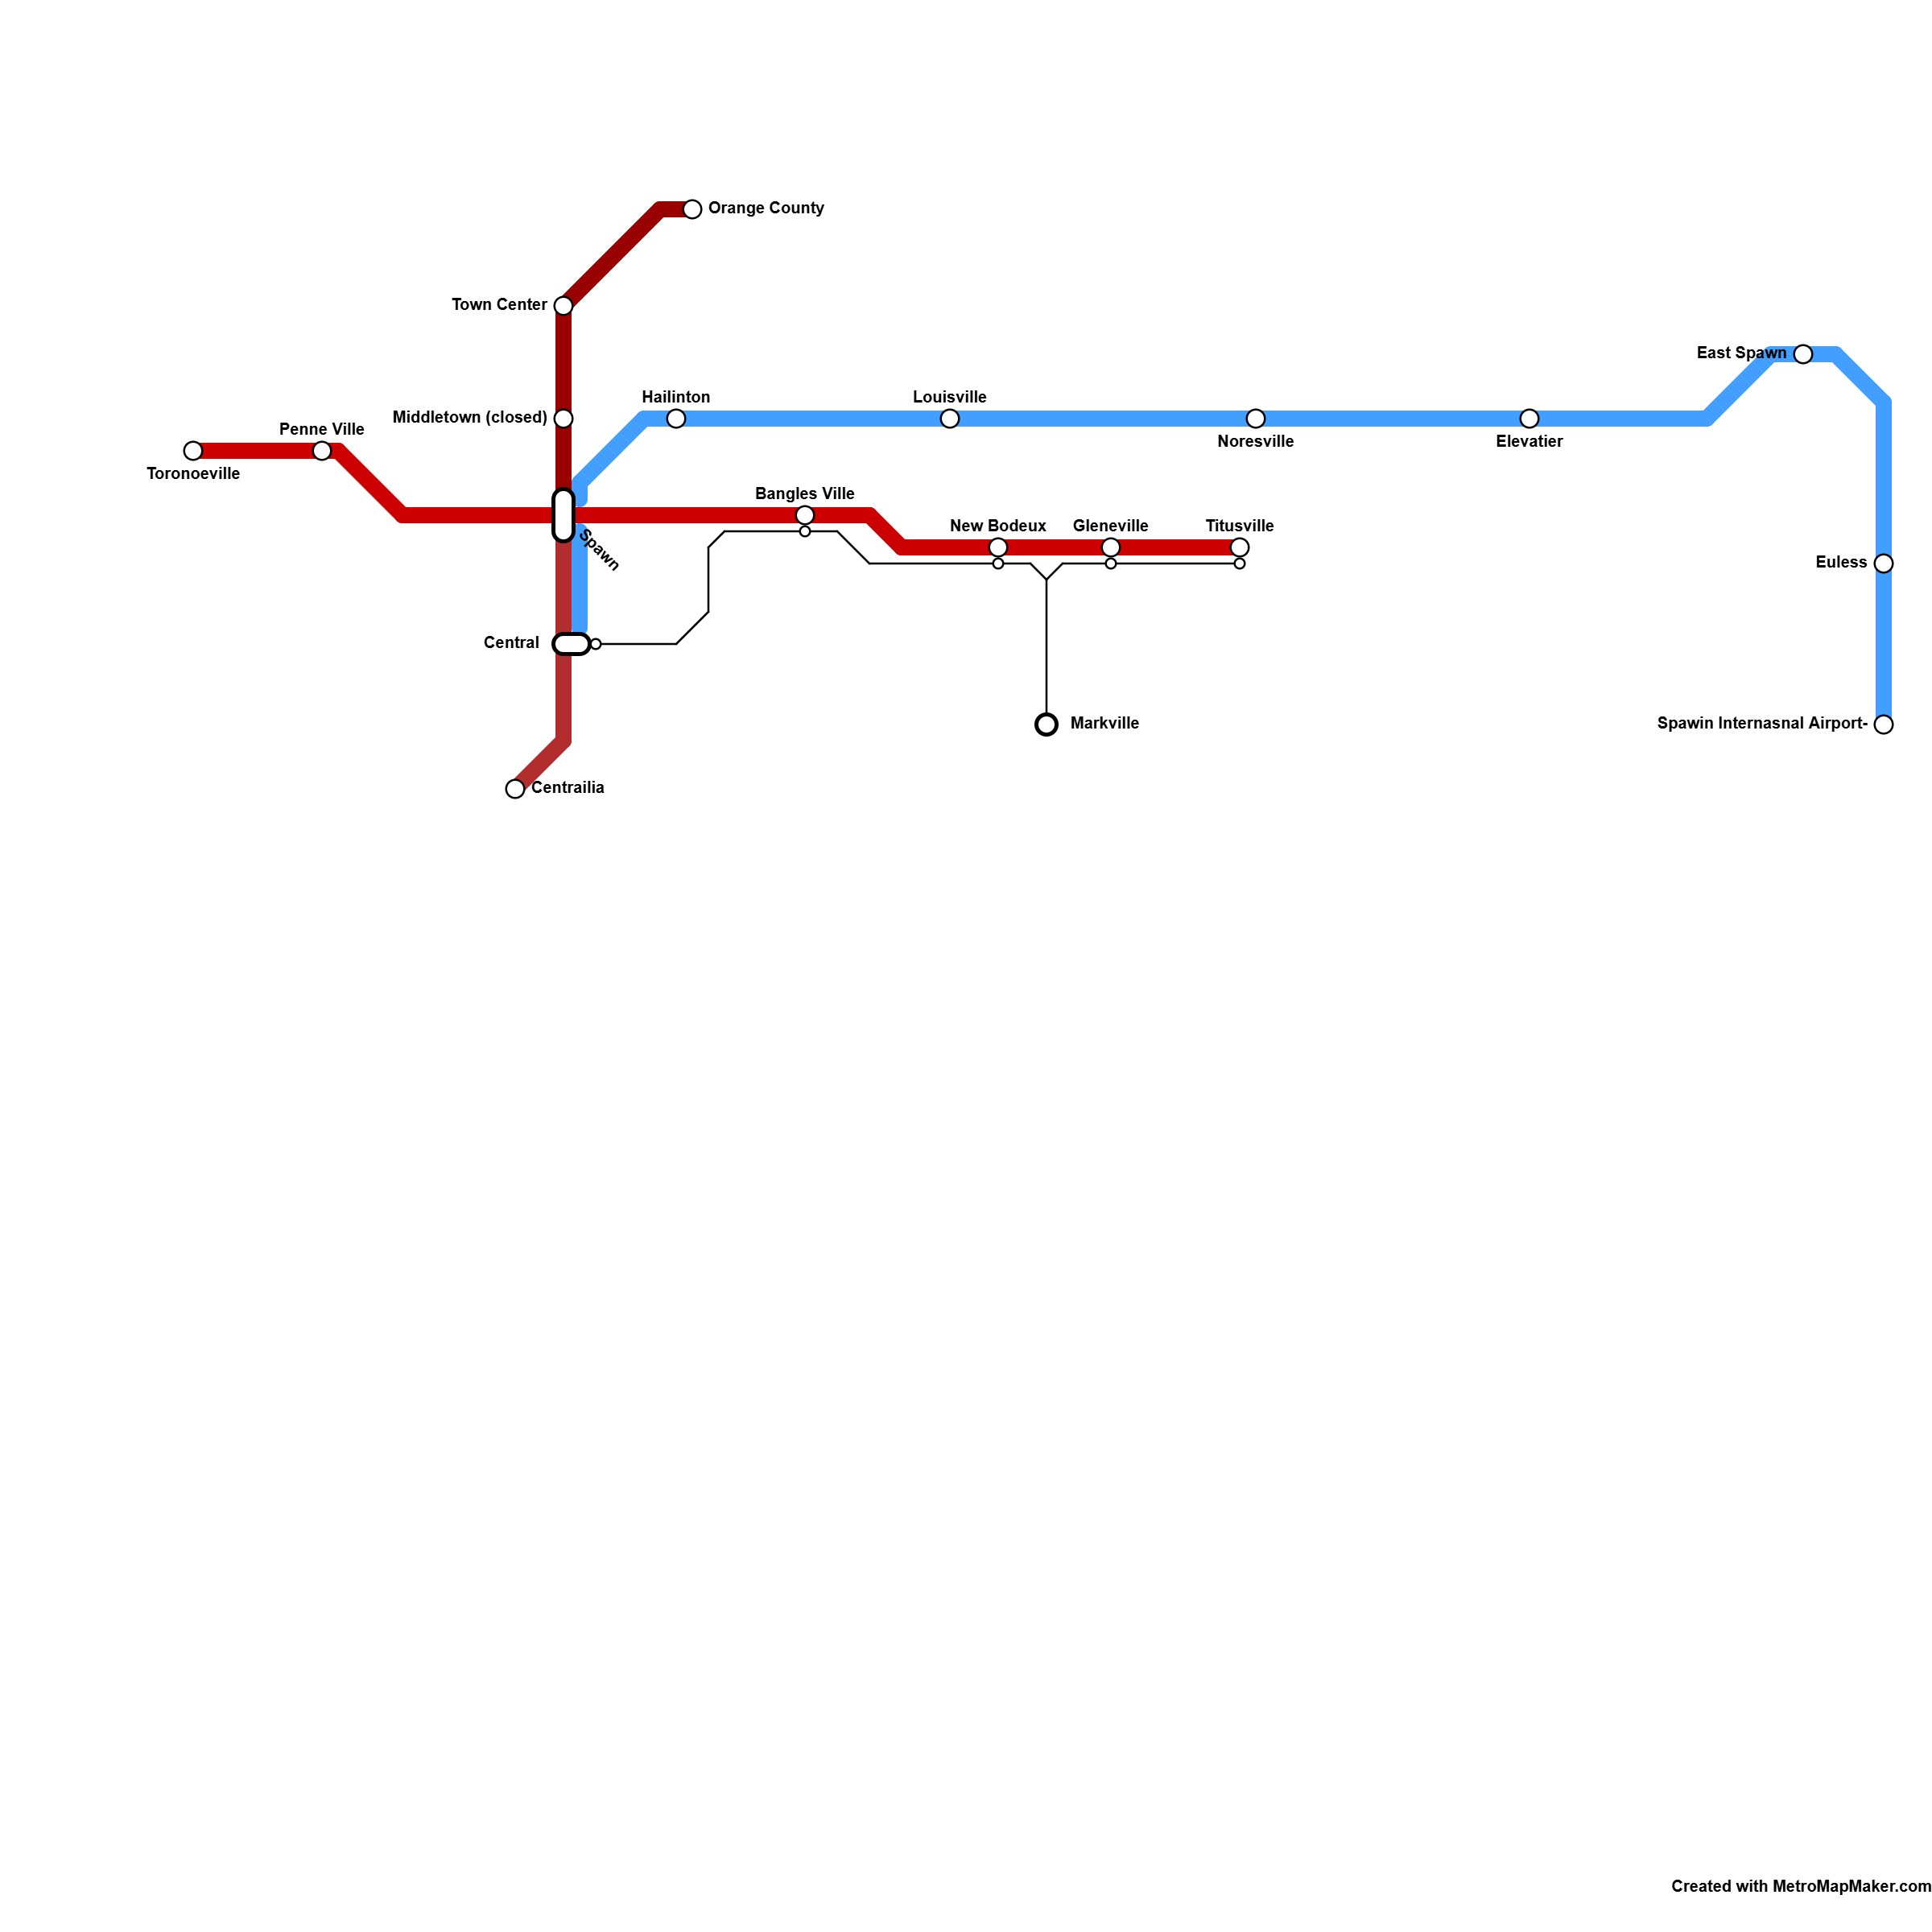 Orange County
Town Center
East Spawn
Hailinton
Louisville
Middletown (closed)
Penne Ville
Noresville
Elevatier
Toronoeville
Bangles Ville
New Bodeux
Gleneville
Titusville
Spawn
Euless
Central
Markville
Spawin Internasnal Airport-
Centrailia
Created with MetroMapMaker.com